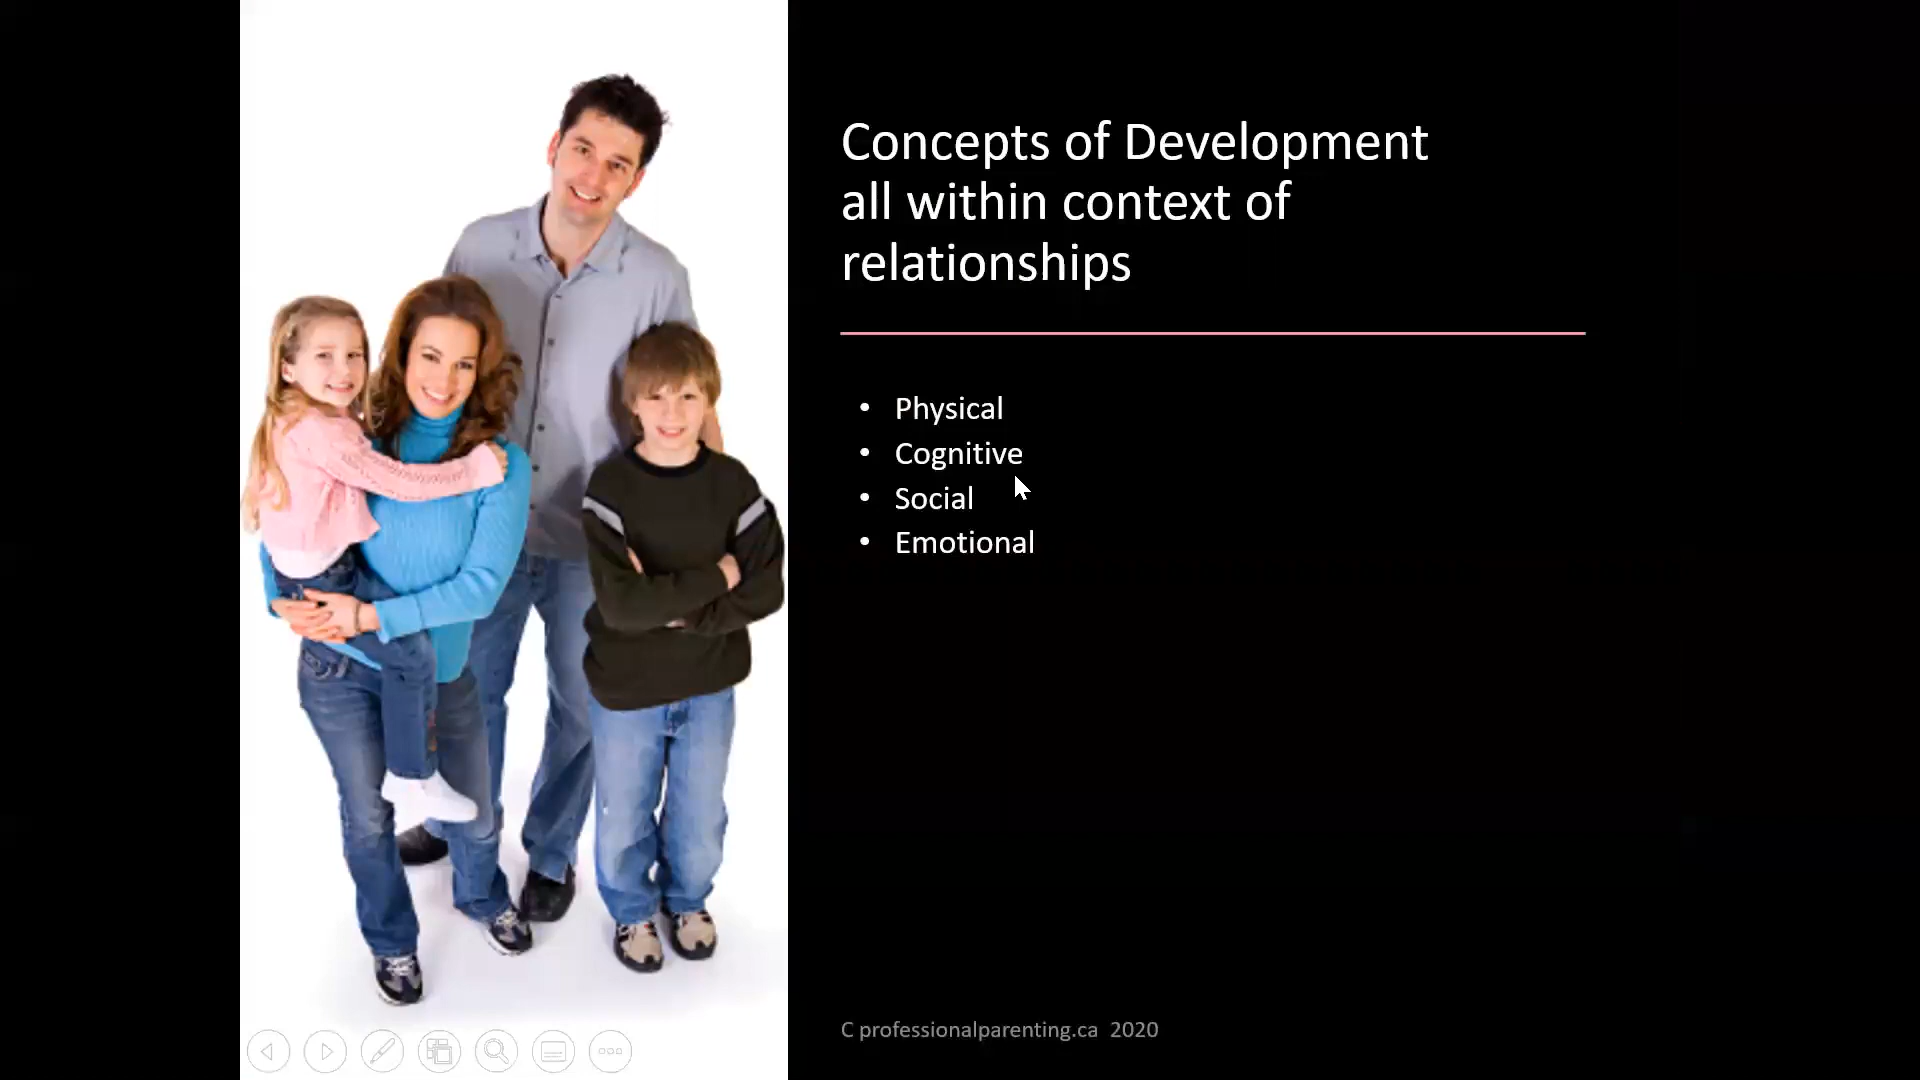 Concepts of Development
all within context of
relationships
• Physical
• Cognitive
• Social
• Emotional
C professionalparenting.ca 2020